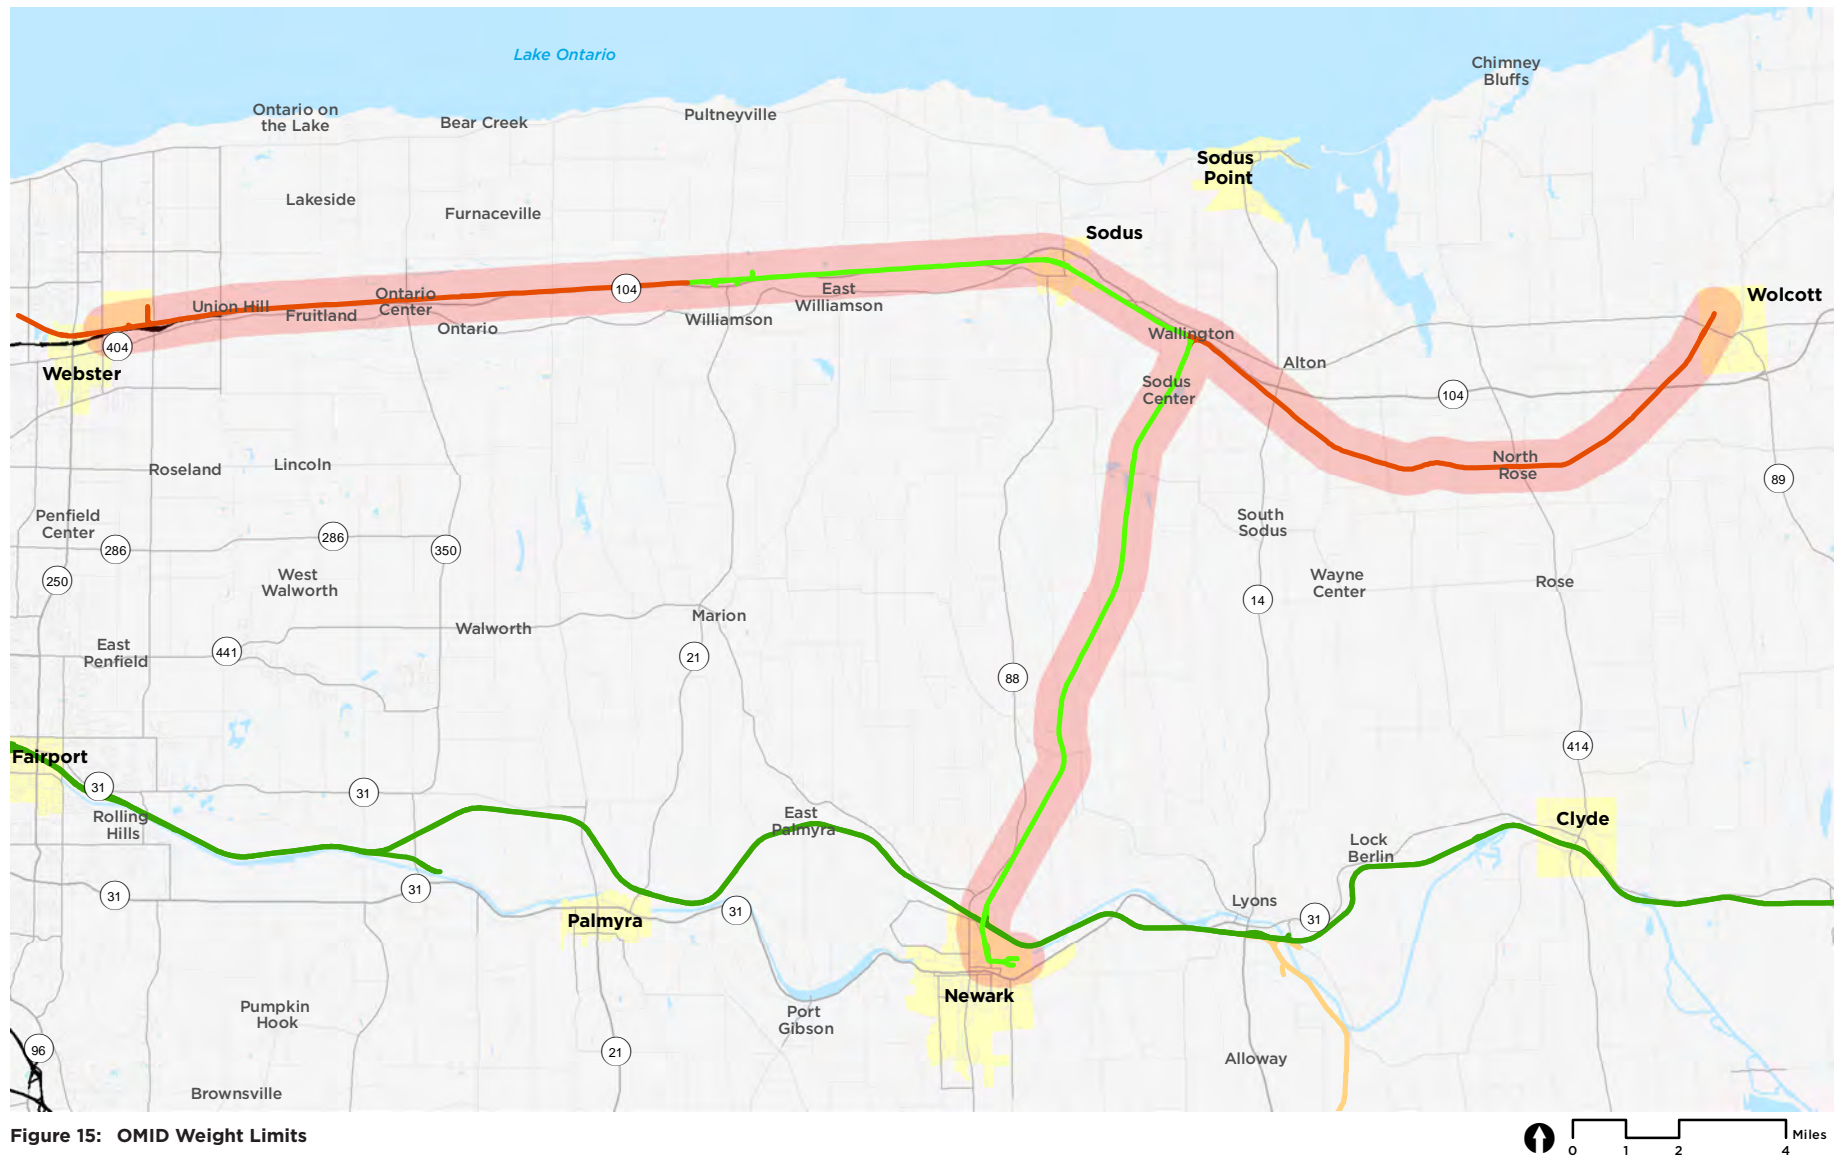 Lake Ontario
Chimney
Bluffs
Ontario on
the Lake
Bear Creek
Pultneyville
Sodus
Point
Lakeside
Furnaceville
Sodus
Union Hill
Ontario
Center
104
East
Williamson
Wolcott
Fruitland
Ontario
Williamson
Wallington
404
Webster
Alton
Sodus
Center
104
Roseland
Lincoln
North
Rose
89
Penfield
Center
286
286
350
South
Sodus
250
West
Walworth
Wayne
Center
Rose
14
Marion
Walworth
East
Penfield
441
21
88
414
Fairport
31
31
Rolling
Hills
East
Palmyra
Clyde
Lock
Berlin
31
31
Palmyra
31
Lyons
31
Newark
Pumpkin
Hook
Port
Gibson
96
21
Alloway
Brownsville
Figure 15: OMID Weight Limits
Miles
0 1 2 4